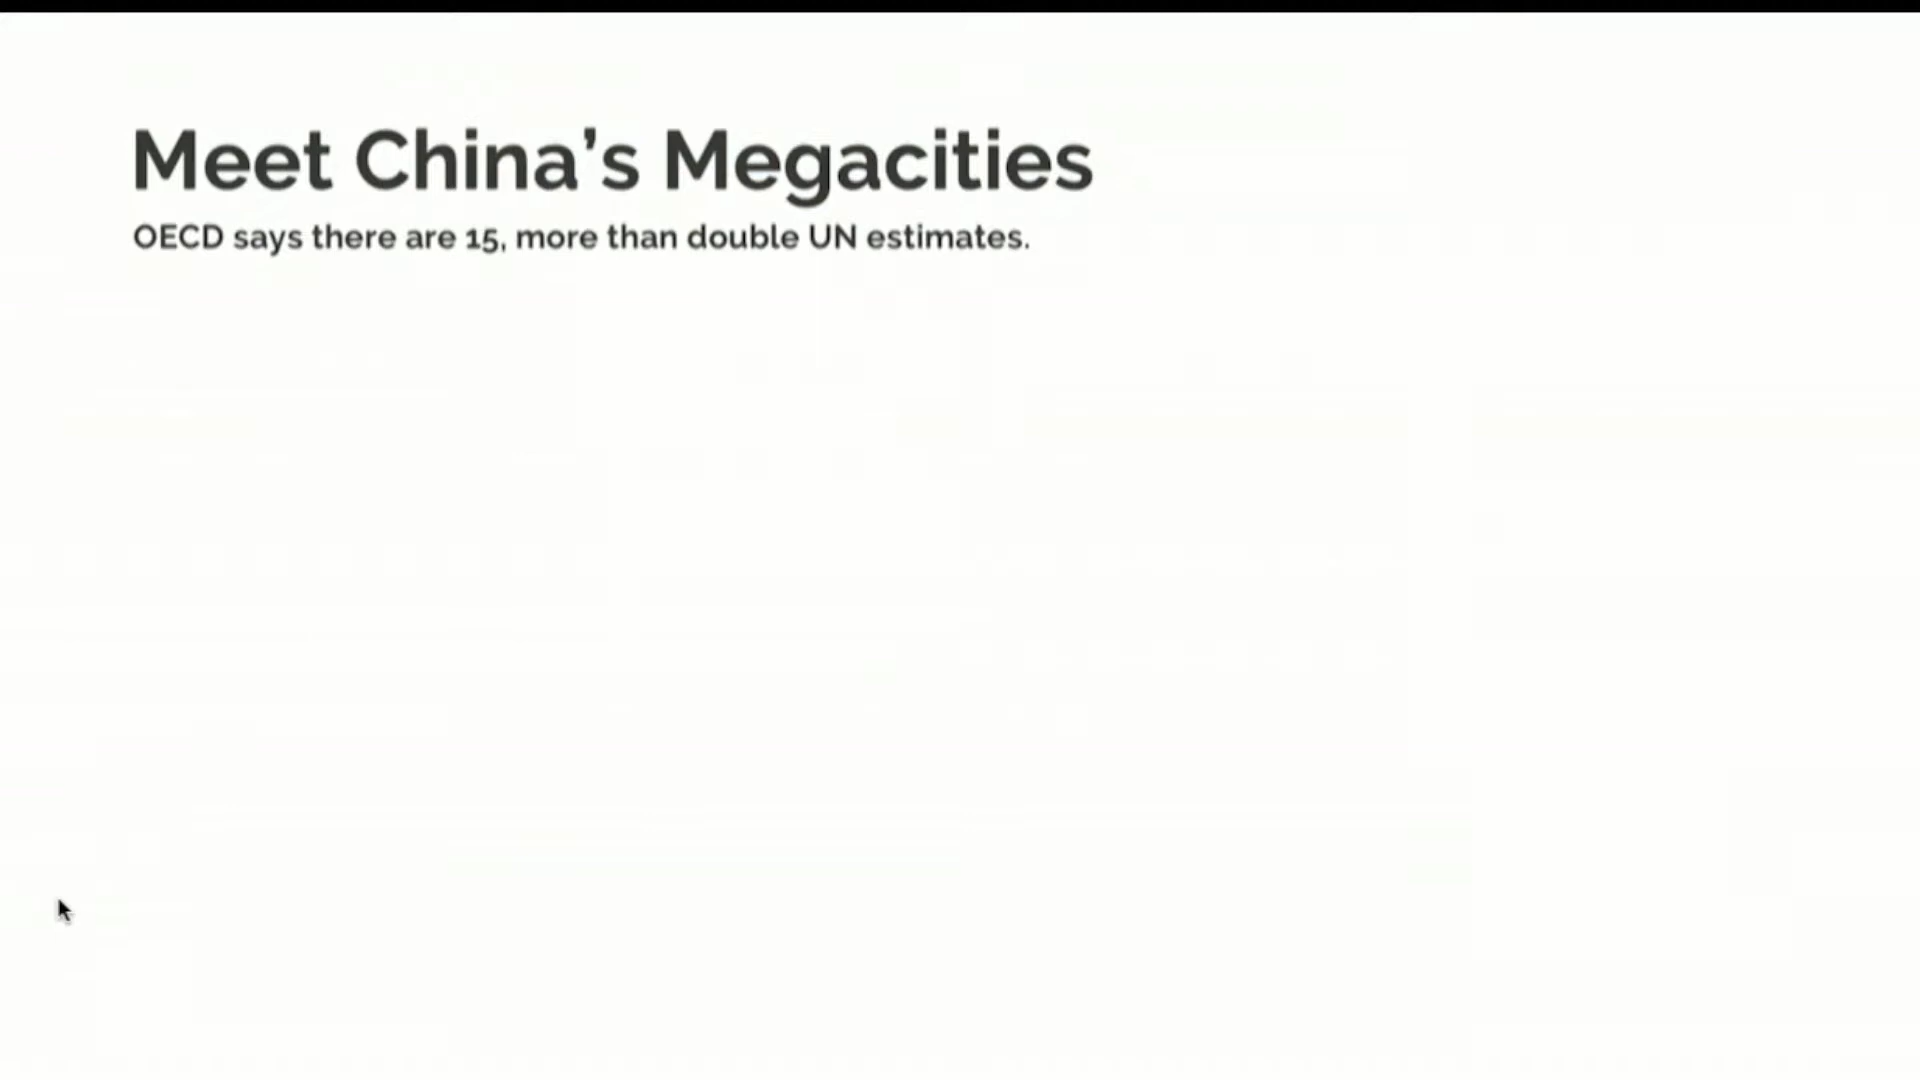 Meet China’s Megacities
OECD says there are 15, more than double UN estimates.